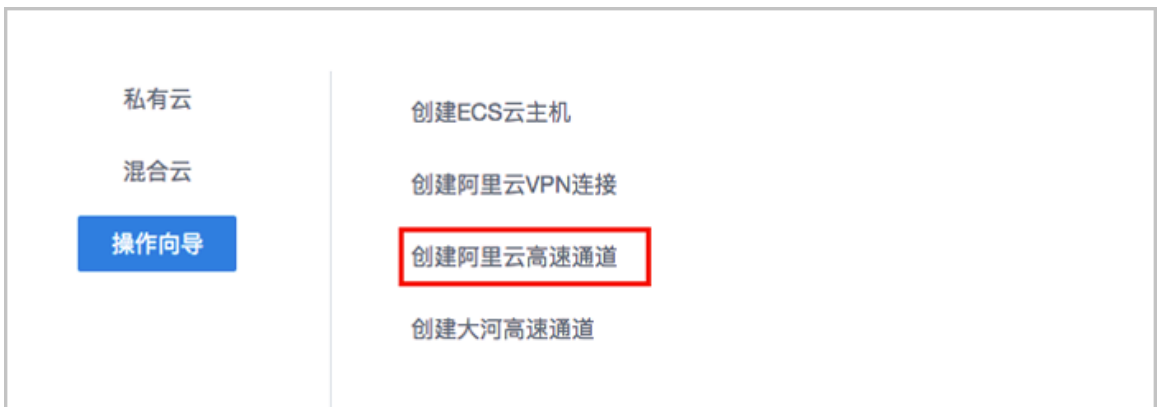 私有云
混合云
操作向导
创建ECS云主机
创建阿里云VPN连接
创建阿里云高速通道
创建大河高速通道